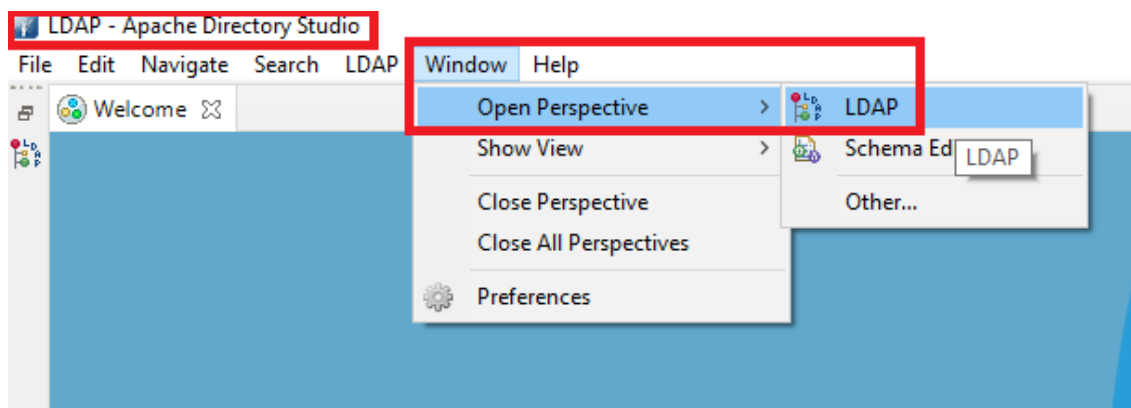 LDAP - Apache Directory Studio
File Edit Navigate Search LDAP Window Help
Welcome
Open Perspective > LDAP
Show View > Schema Ed
LDAP
Close Perspective Other...
Close All Perspectives
Preferences